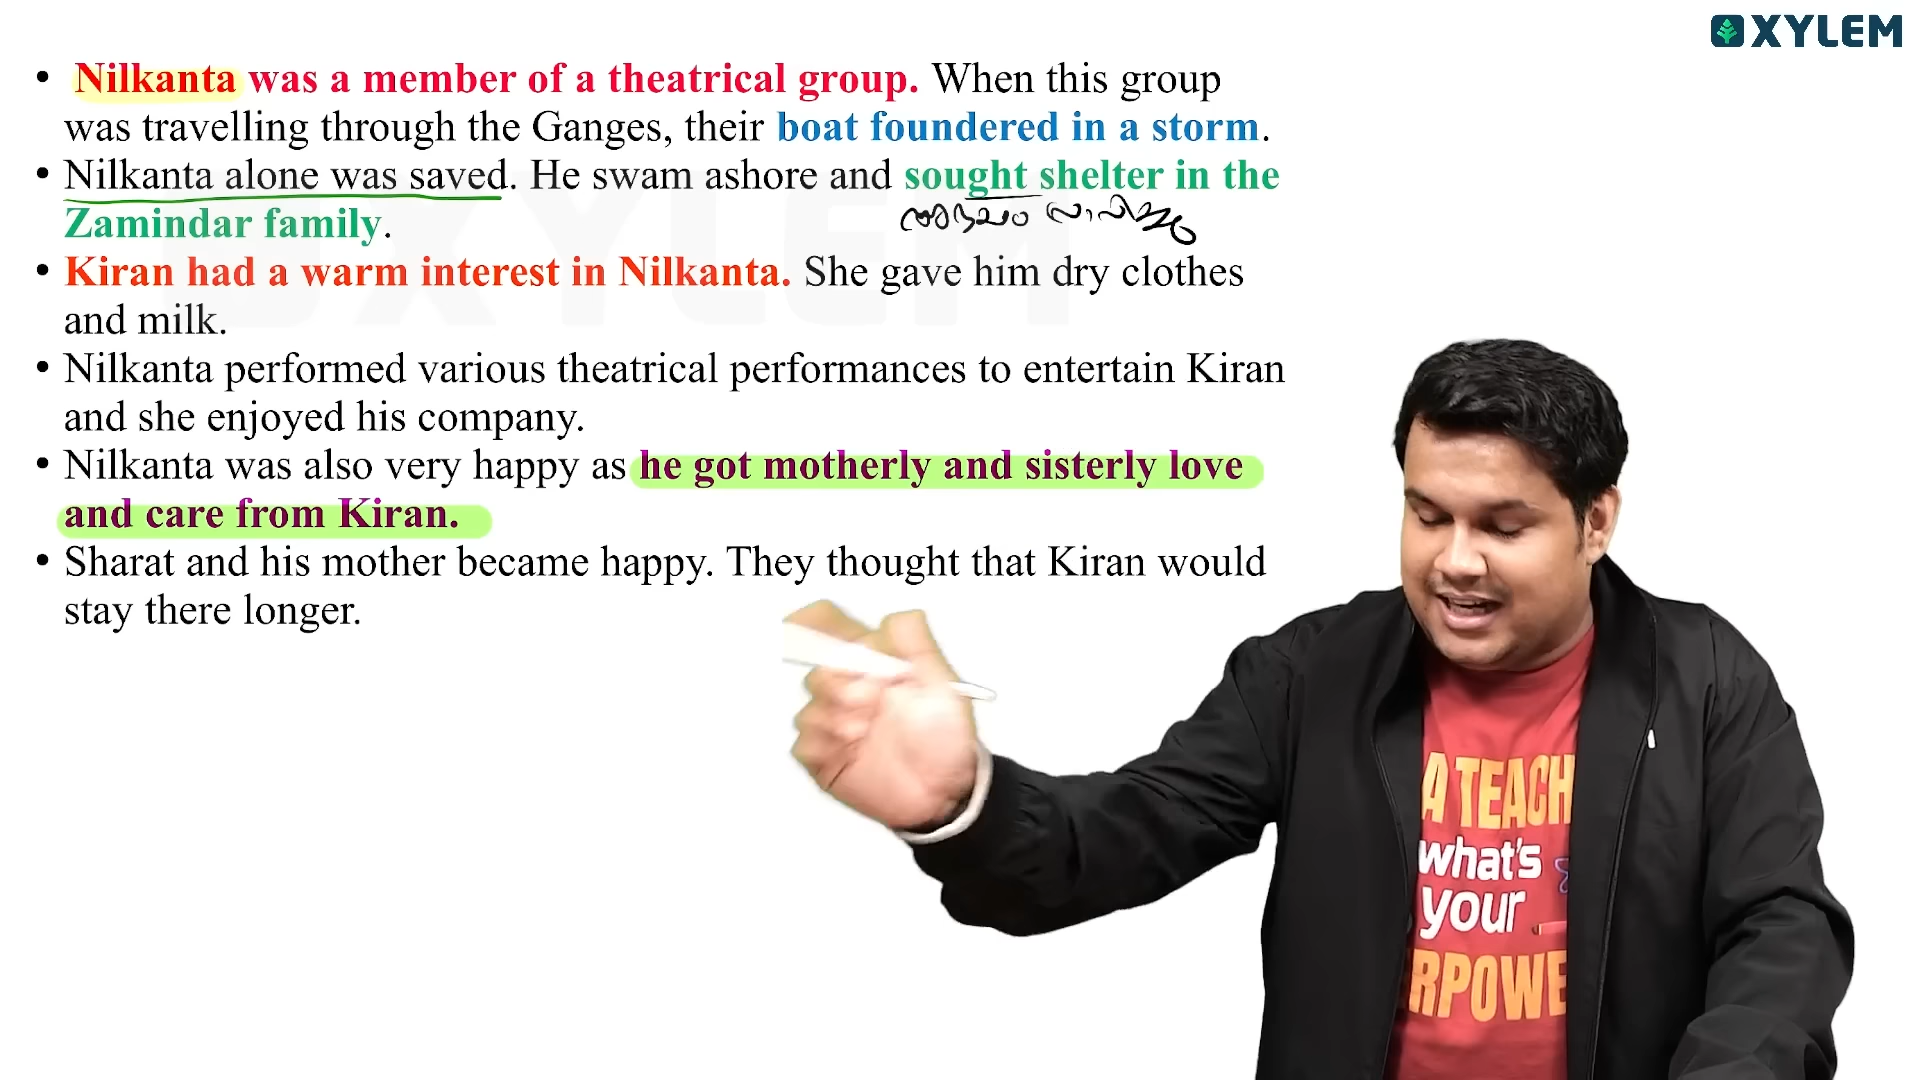 XYLEM
• Nilkanta was a member of a theatrical group. When this group
was travelling through the Ganges, their boat foundered in a storm.
• Nilkanta alone was saved. He swam ashore and sought shelter in the
Zamindar family.
• Kiran had a warm interest in Nilkanta. She gave him dry clothes
and milk.
• Nilkanta performed various theatrical performances to entertain Kiran
and she enjoyed his company.
• Nilkanta was also very happy as he got motherly and sisterly love
and care from Kiran.
• Sharat and his mother became happy. They thought that Kiran would
stay there longer.
A TEACH
what's
your
RPOWE